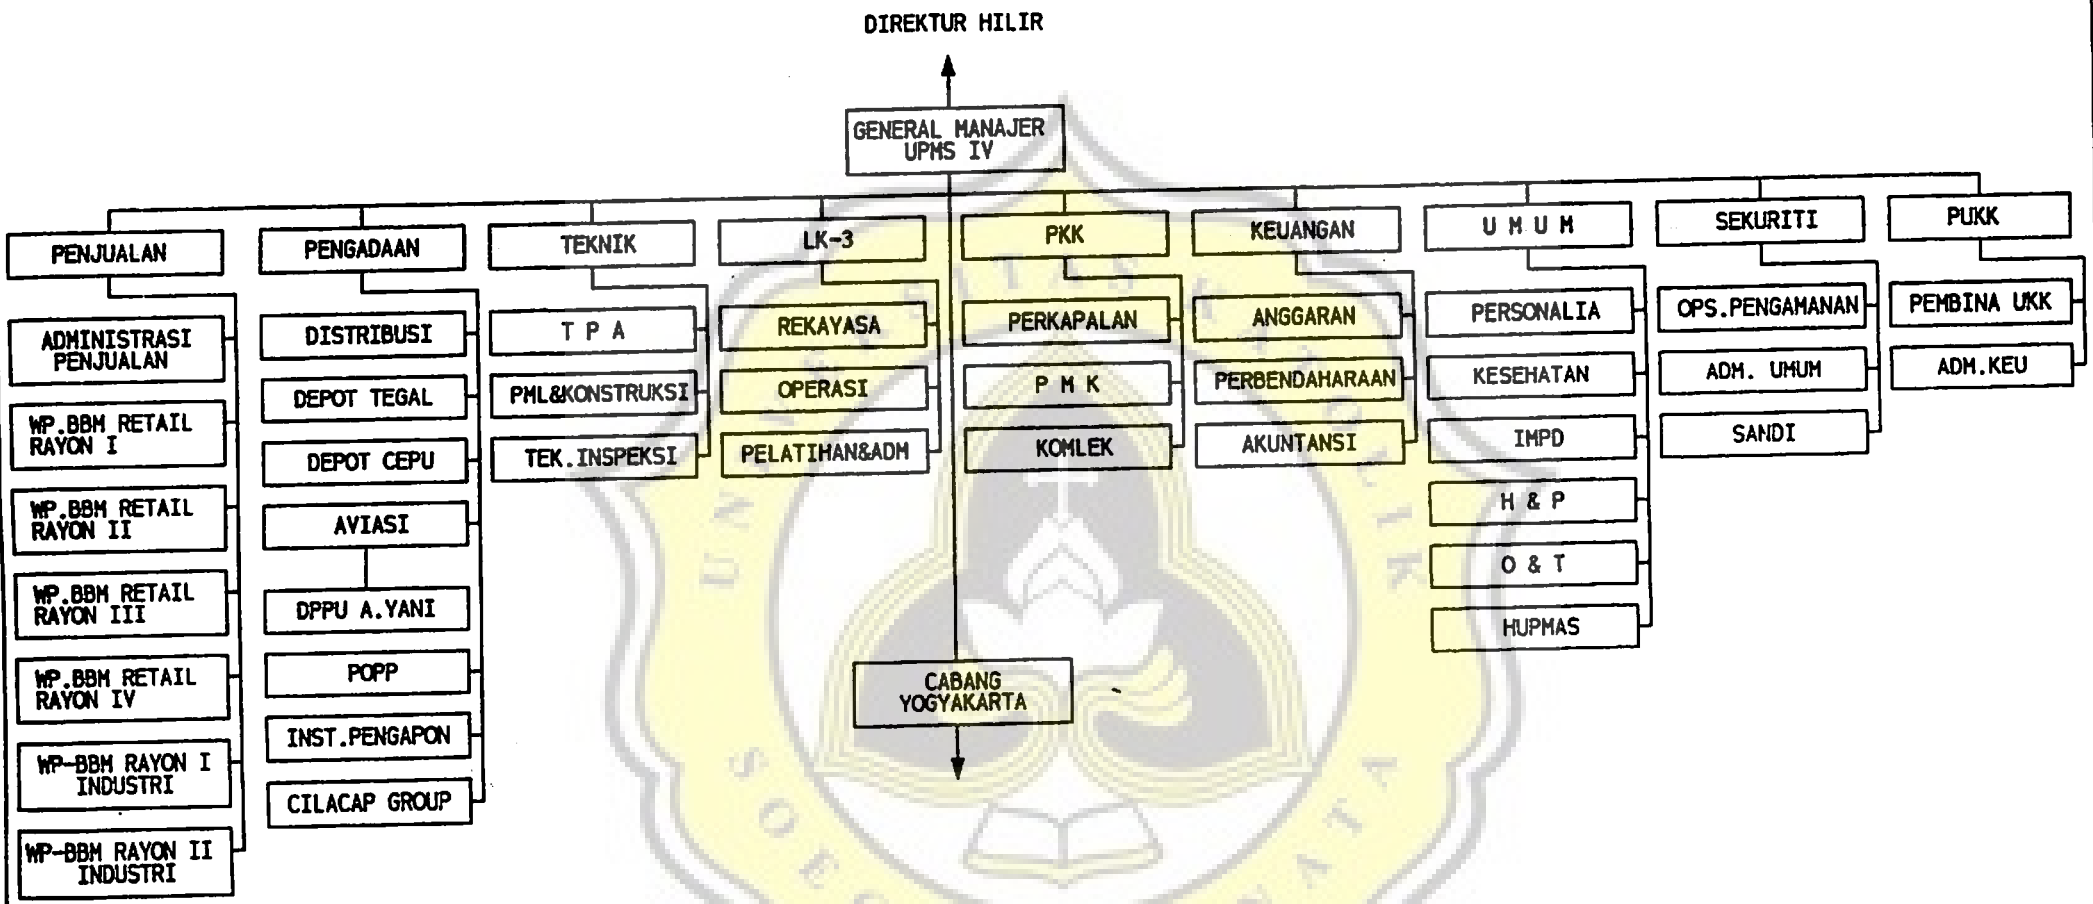 DIREKTUR HILIR
GENERAL MANAJER
UPMS IV
PENJUALAN
ADMINISTRASI
PENJUALAN
WP.BBM RETAIL
RAYON I
WP.BBM RETAIL
RAYON II
WP.BBM RETAIL
RAYON III
WP.BBM RETAIL
RAYON IV
WP-BBM RAYON I
INDUSTRI
WP-BBM RAYON II
INDUSTRI
PENGADAAN
DISTRIBUSI
DEPOT TEGAL
DEPOT CEPU
AVIASI
DPPU A.YANI
POPP
INST.PENGAPON
CILACAP GROUP
TEKNIK
T P A
PML&KONSTRUKSI
TEK.INSPEKSI
LK-3
REKAYASA
OPERASI
PELATIHAN&ADM
PKK
PERKAPALAN
P M K
KOMLEK
KEUANGAN
ANGGARAN
PERBENDAHARAAN
AKUNTANSI
U M U M
PERSONALIA
KESEHATAN
IMPD
H & P
O & T
HUPMAS
SEKURITI
OPS.PENGAMANAN
ADM. UMUM
SANDI
PUKK
PEMBINA UKK
ADM.KEU
CABANG
YOGYAKARTA